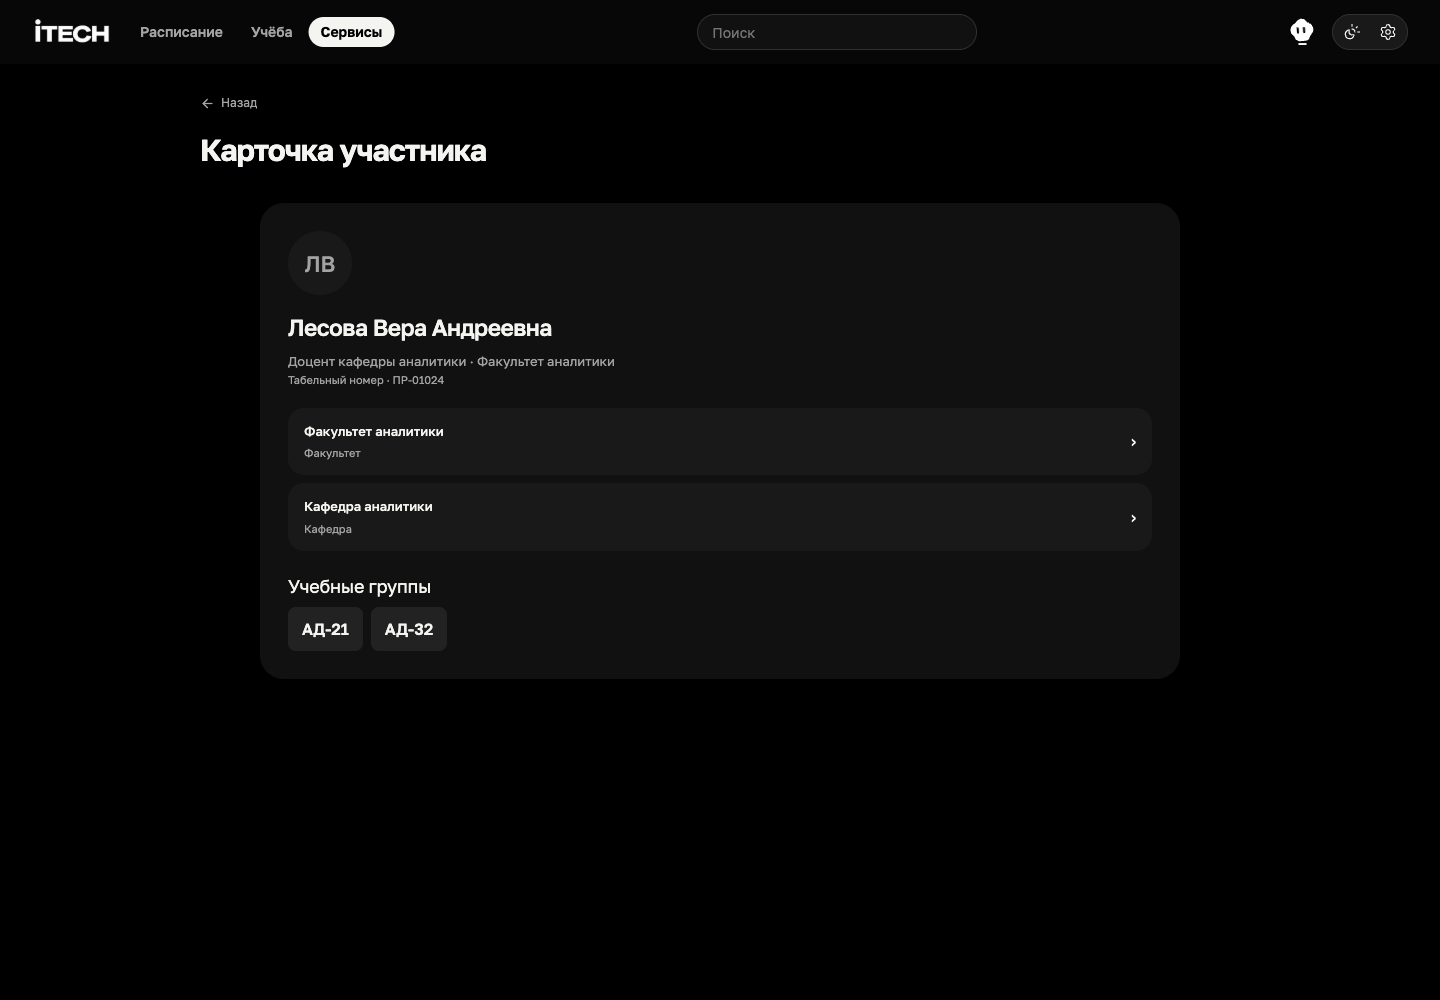 iTECH
Расписание
Учёба
Сервисы
Поиск
Назад
Карточка участника
ЛВ
Лесова Вера Андреевна
Доцент кафедры аналитики · Факультет аналитики
Табельный номер · ПР-01024
Факультет аналитики
Факультет
Кафедра аналитики
Кафедра
Учебные группы
АД-21
АД-32